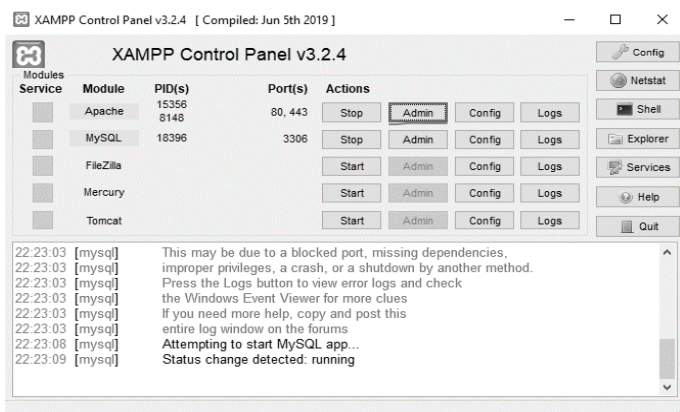 XAMPP Control Panel v3.2.4 [ Compiled: Jun 5th 2019 ]
XAMPP Control Panel v3.2.4
Config
Modules
Service Module PID(s) Port(s) Actions
Netstat
Apache 15356 8148 80, 443 Stop Admin Config Logs
Shell
MySQL 18396 3306 Stop Admin Config Logs
Explorer
FileZilla Start Admin Config Logs
Services
Mercury Start Admin Config Logs
Help
Tomcat Start Admin Config Logs
Quit
22:23:03 [mysql] This may be due to a blocked port, missing dependencies,
22:23:03 [mysql] improper privileges, a crash, or a shutdown by another method.
22:23:03 [mysql] Press the Logs button to view error logs and check
22:23:03 [mysql] the Windows Event Viewer for more clues
22:23:03 [mysql] If you need more help, copy and post this
22:23:03 [mysql] entire log window on the forums
22:23:08 [mysql] Attempting to start MySQL app...
22:23:09 [mysql] Status change detected: running